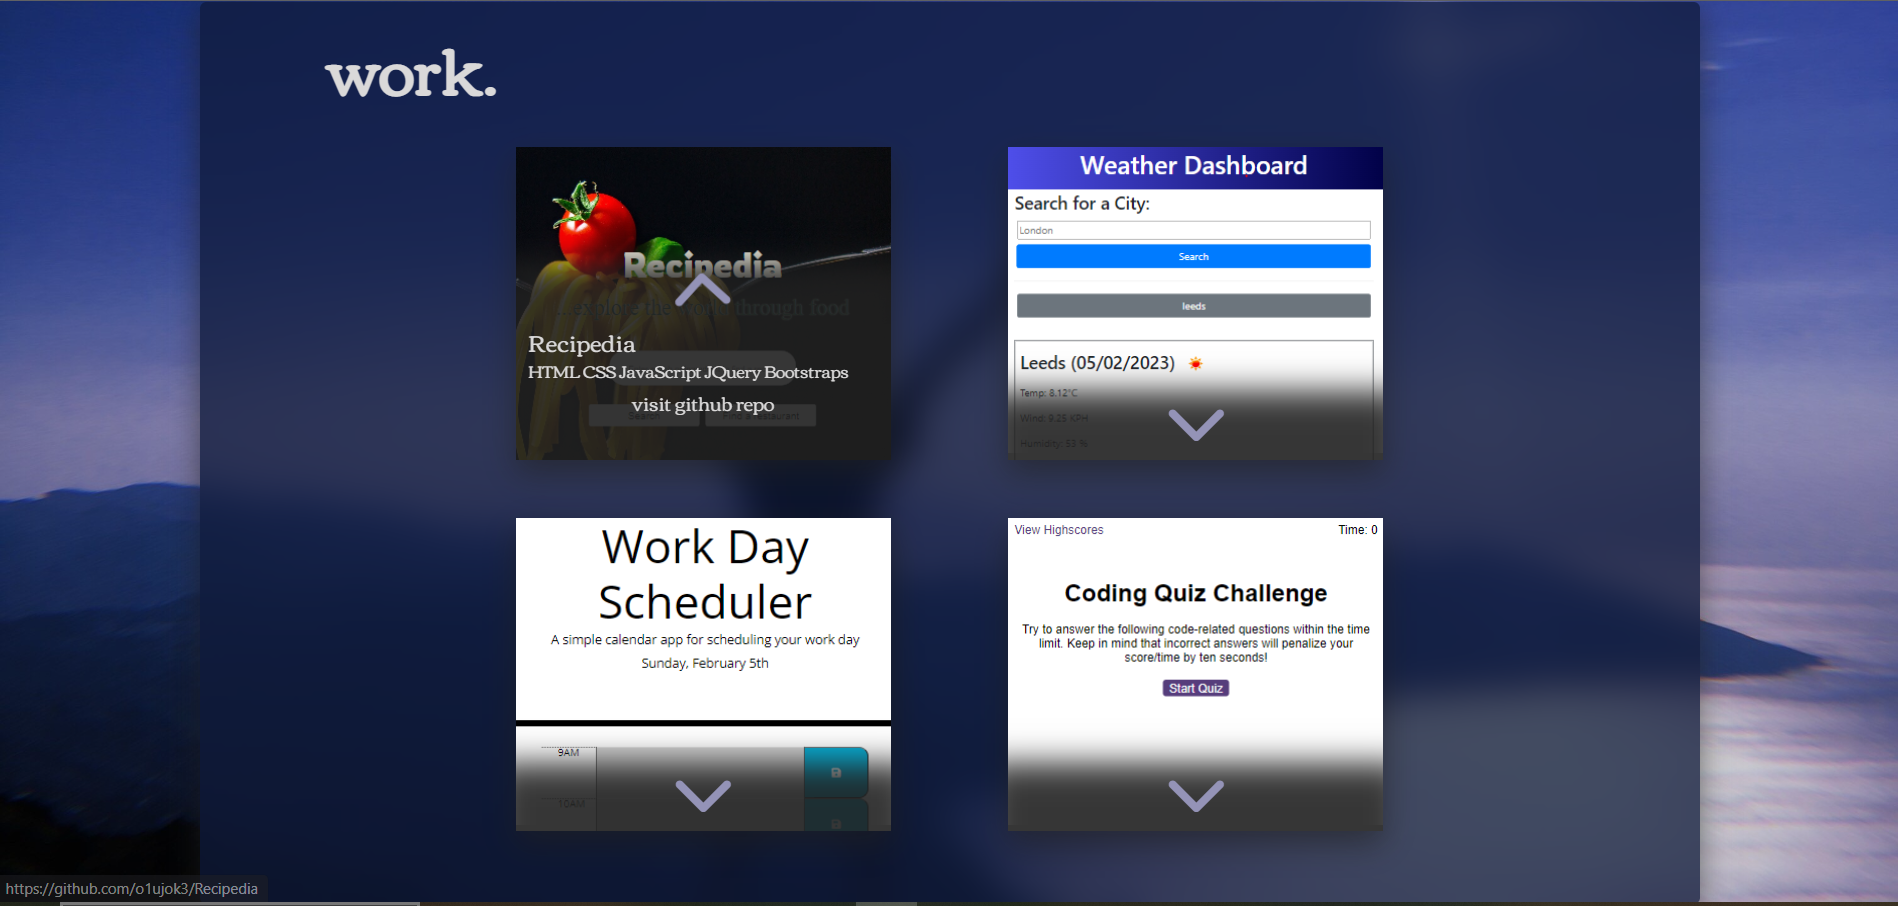 work.
Recipedia
... explore the world through food
Recipedia
HTML CSS JavaScript JQuery Bootstraps
visit github repo
Weather Dashboard
Search for a City:
London
Search
leeds
Leeds (05/02/2023)
Temp: 8.12°C
Wind: 9.25 KPH
Humidity: 53 %
Work Day
Scheduler
A simple calendar app for scheduling your work day
Sunday, February 5th
9AM
10AM
View Highscores
Time: 0
Coding Quiz Challenge
Try to answer the following code-related questions within the time
limit. Keep in mind that incorrect answers will penalize your
score/time by ten seconds!
Start Quiz
https://github.com/o1ujok3/Recipedia